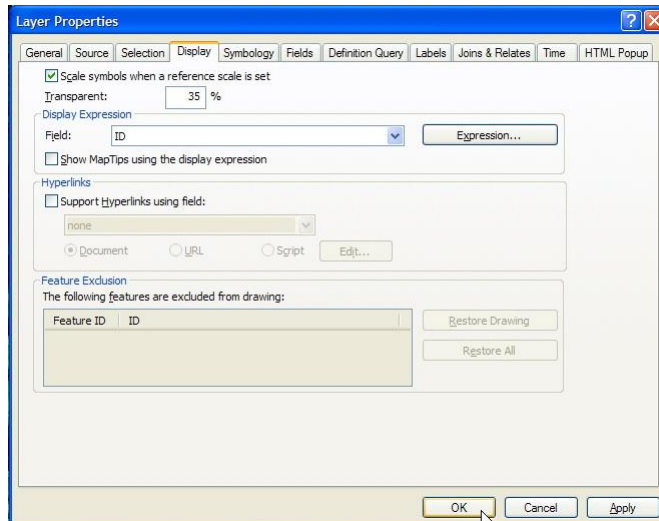 Layer Properties
General Source Selection Display Symbology Fields Definition Query Labels Joins & Relates Time HTML Popup
Scale symbols when a reference scale is set
Transparent: 35 %
Display Expression
Field: ID Expression...
Show MapTips using the display expression
Hyperlinks
Support Hyperlinks using field:
none
Document URL Script Edit...
Feature Exclusion
The following features are excluded from drawing:
Feature ID ID
Restore Drawing
Restore All
OK Cancel Apply